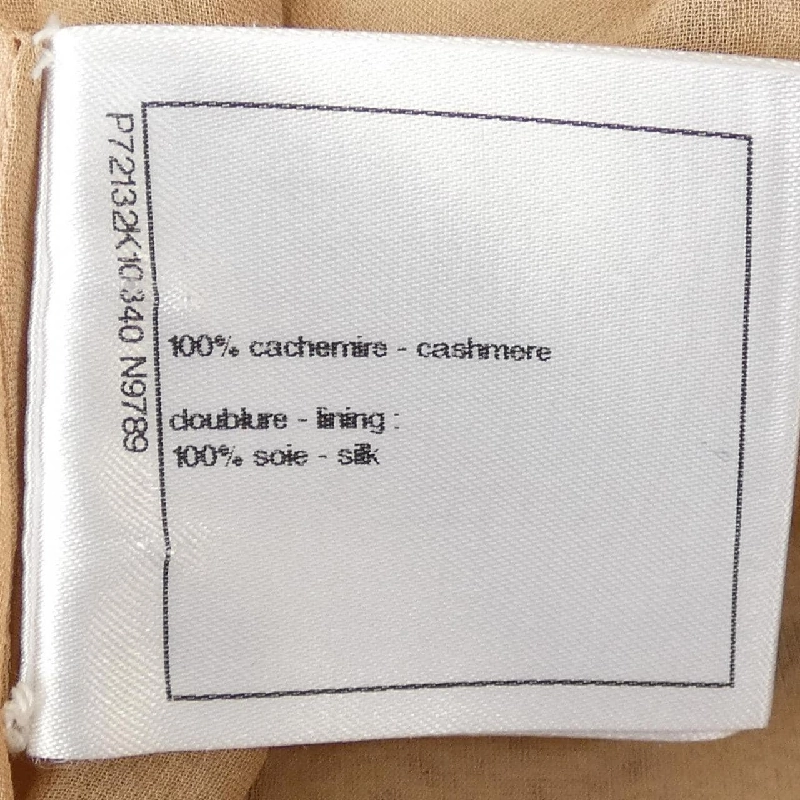 P72132K10340 N9789
100% cachemire - cashmere
doublure - lining :
100% soie - silk